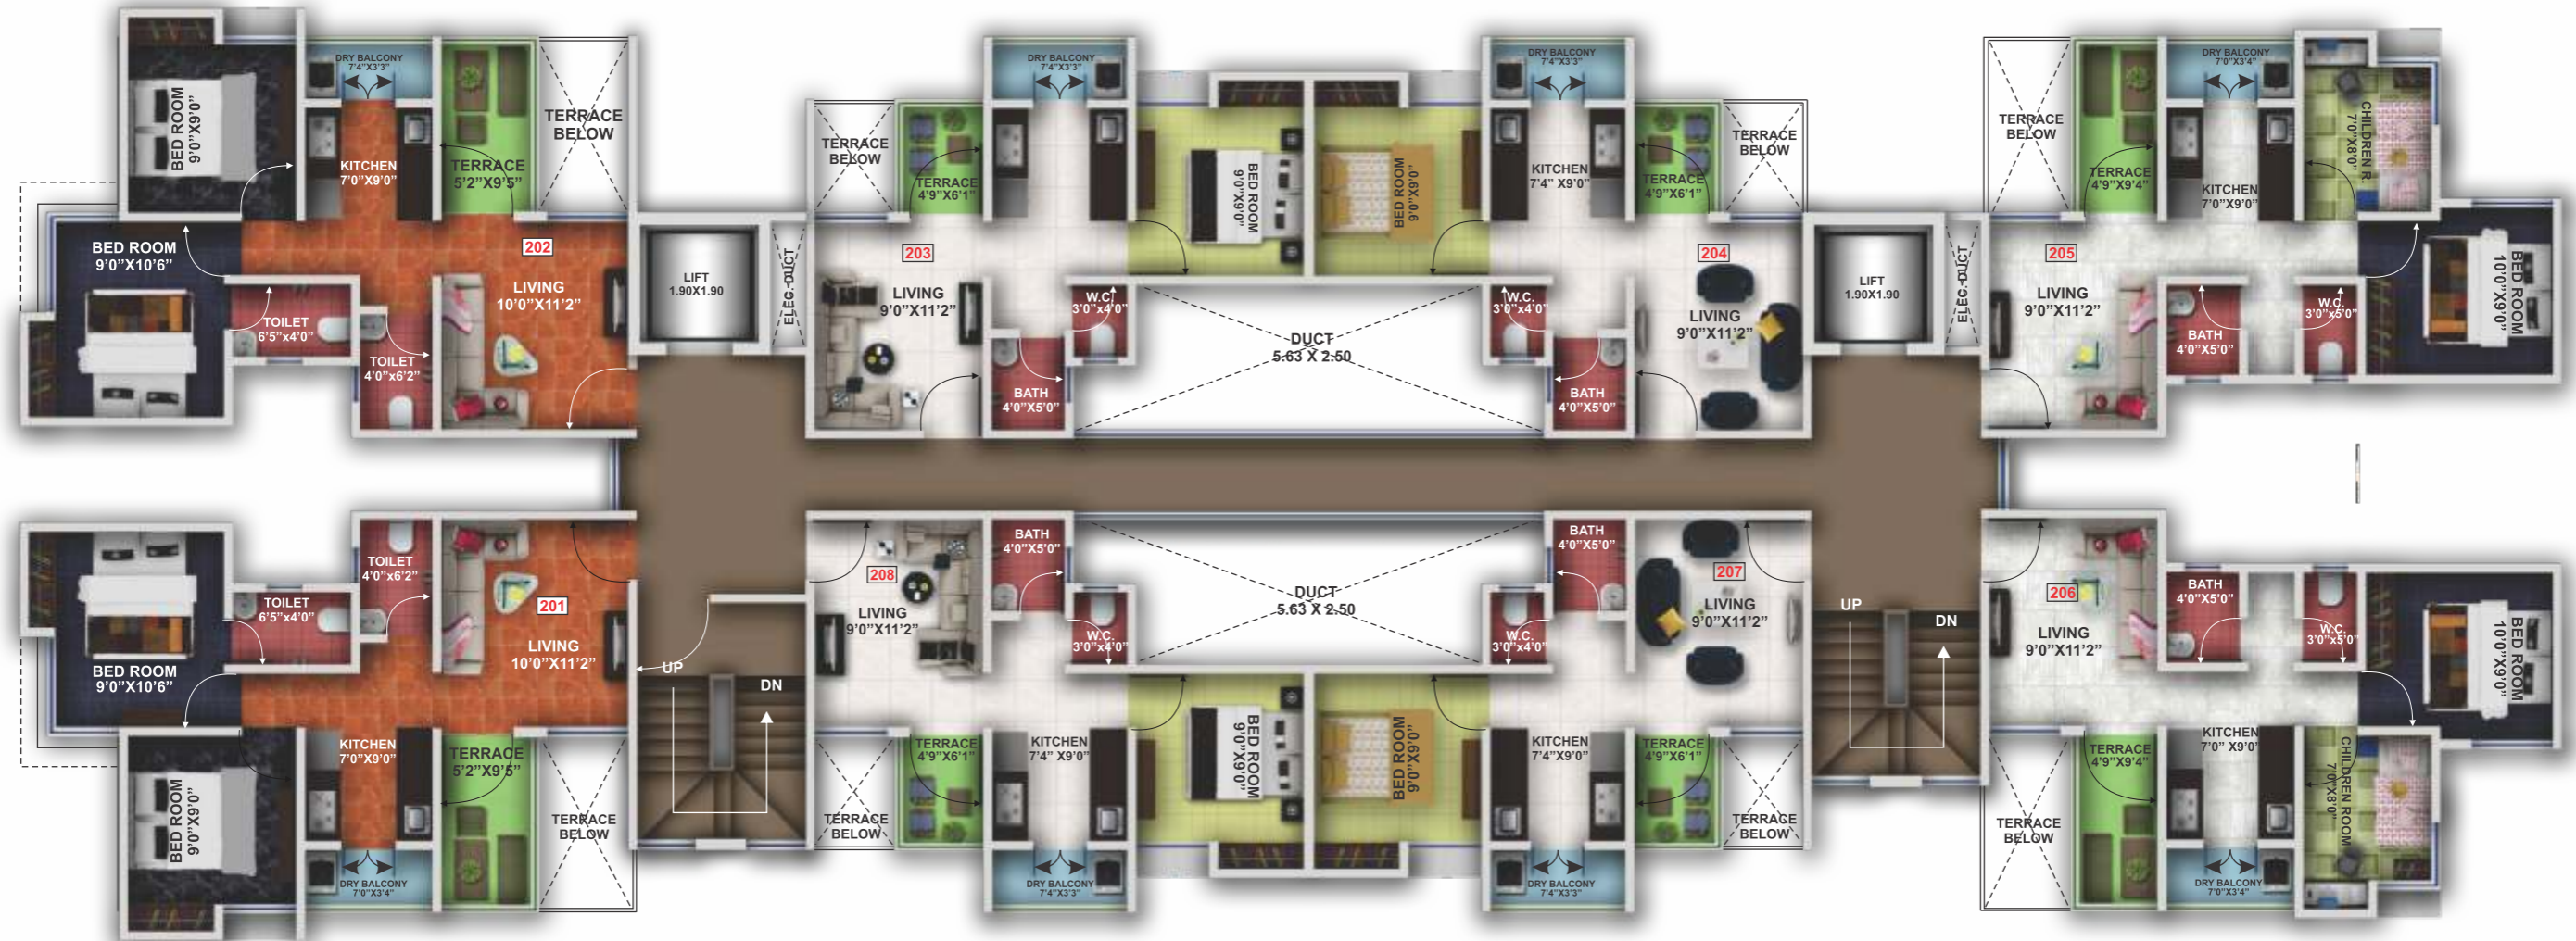 BED ROOM
9'0"X9'0"
DRY BALCONY
7'4"X3'3"
KITCHEN
7'0"X9'0"
TERRACE
5'2"X9'5"
TERRACE
BELOW
BED ROOM
9'0"X10'6"
202
LIVING
10'0"X11'2"
TOILET
6'5"x4'0"
TOILET
4'0"x6'2"
LIFT
1.90X1.90
ELEC. DUCT
TERRACE
BELOW
TERRACE
4'9"X6'1"
DRY BALCONY
7'4"X3'3"
203
LIVING
9'0"X11'2"
W.C.
3'0"x4'0"
BATH
4'0"X5'0"
BED ROOM
9'0"X9'0"
BED ROOM
9'0"X9'0"
DUCT
5.63 X 2.50
DRY BALCONY
7'4"X3'3"
KITCHEN
7'4" X9'0"
TERRACE
4'9"X6'1"
TERRACE
BELOW
204
LIVING
9'0"X11'2"
W.C.
3'0"x4'0"
BATH
4'0"X5'0"
LIFT
1.90X1.90
ELEC. DUCT
TERRACE
BELOW
TERRACE
4'9"X9'4"
DRY BALCONY
7'0"X3'4"
KITCHEN
7'0"X9'0"
CHILDREN R.
7'0"X8'0"
205
LIVING
9'0"X11'2"
BATH
4'0"X5'0"
W.C.
3'0"x5'0"
BED ROOM
10'0"X9'0"
TOILET
4'0"x6'2"
TOILET
6'5"x4'0"
201
LIVING
10'0"X11'2"
BED ROOM
9'0"X10'6"
BED ROOM
9'0"X9'0"
KITCHEN
7'0"X9'0"
TERRACE
5'2"X9'5"
TERRACE
BELOW
DRY BALCONY
7'0"X3'4"
UP
DN
208
LIVING
9'0"X11'2"
BATH
4'0"X5'0"
W.C.
3'0"x4'0"
TERRACE
BELOW
TERRACE
4'9"X6'1"
KITCHEN
7'4" X9'0"
DRY BALCONY
7'4"X3'3"
BED ROOM
9'0"X9'0"
DUCT
5.63 X 2.50
BED ROOM
9'0"X9'0"
BATH
4'0"X5'0"
W.C.
3'0"x4'0"
207
LIVING
9'0"X11'2"
KITCHEN
7'4"X9'0"
TERRACE
4'9"X6'1"
TERRACE
BELOW
DRY BALCONY
7'4"X3'3"
UP
DN
206
LIVING
9'0"X11'2"
BATH
4'0"X5'0"
W.C.
3'0"x5'0"
BED ROOM
10'0"X9'0"
TERRACE
BELOW
TERRACE
4'9"X9'4"
KITCHEN
7'0" X9'0"
CHILDREN ROOM
7'0"X8'0"
DRY BALCONY
7'0"X3'4"